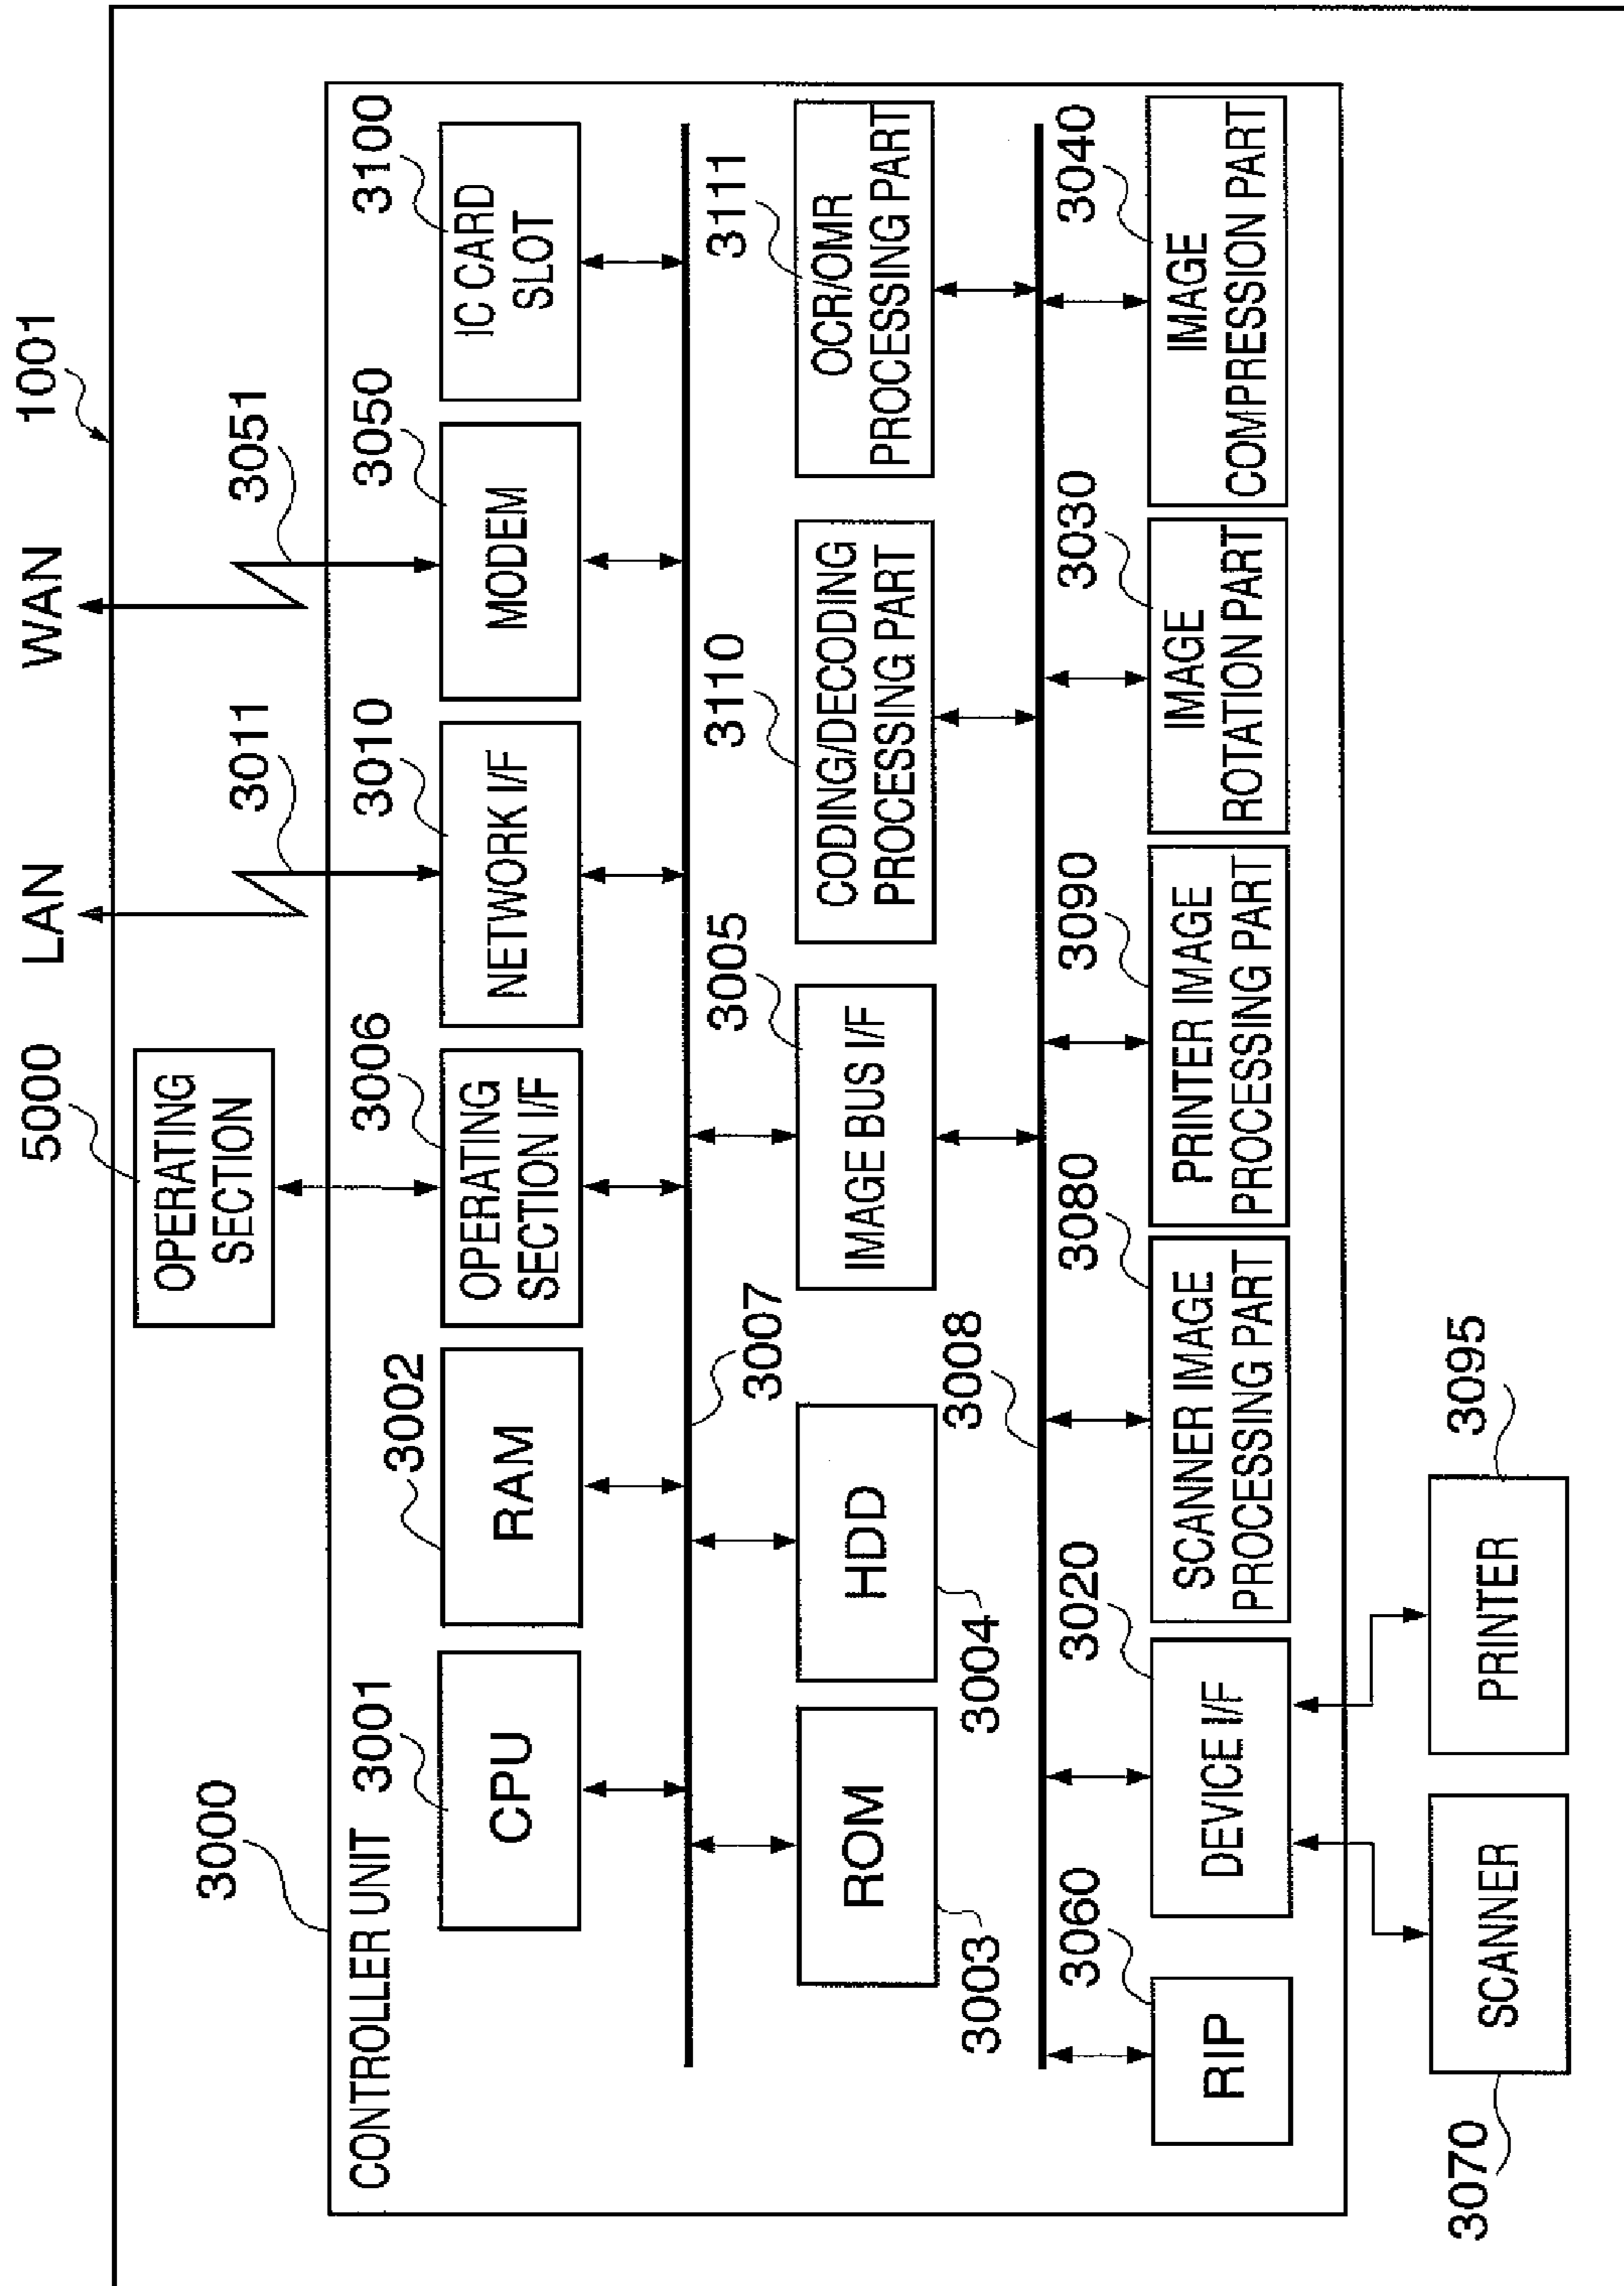 LAN
WAN
1001
5000
3011
3051
OPERATING
SECTION
3000
CONTROLLER UNIT
3001
3002
3006
3010
3050
3100
CPU
RAM
OPERATING
SECTION I/F
NETWORK I/F
MODEM
IC CARD
SLOT
3007
3005
3110
3111
ROM
HDD
IMAGE BUS I/F
CODING/DECODING
PROCESSING PART
OCR/OMR
PROCESSING PART
3003
3004
3008
3060
3020
3080
3090
3030
3040
RIP
DEVICE I/F
SCANNER IMAGE
PROCESSING PART
PRINTER IMAGE
PROCESSING PART
IMAGE
ROTATION PART
IMAGE
COMPRESSION PART
3070
SCANNER
PRINTER
3095